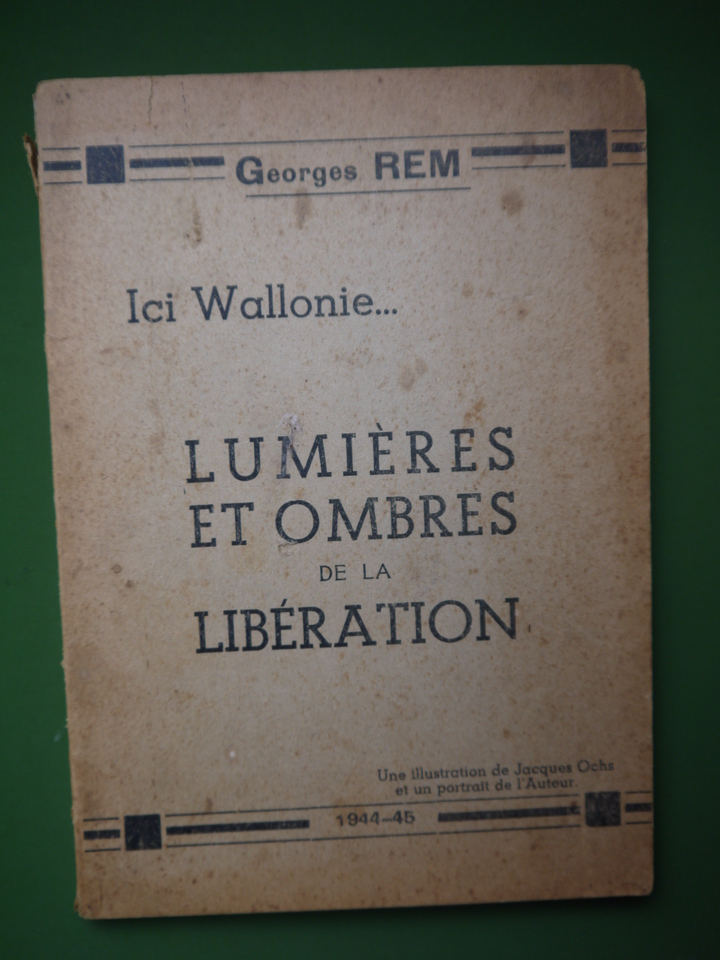 Georges REM
Ici Wallonie...
LUMIÈRES
ET OMBRES
DE LA
LIBÉRATION
Une illustration de Jacques Ochs
et un portrait de l'Auteur.
1944-45